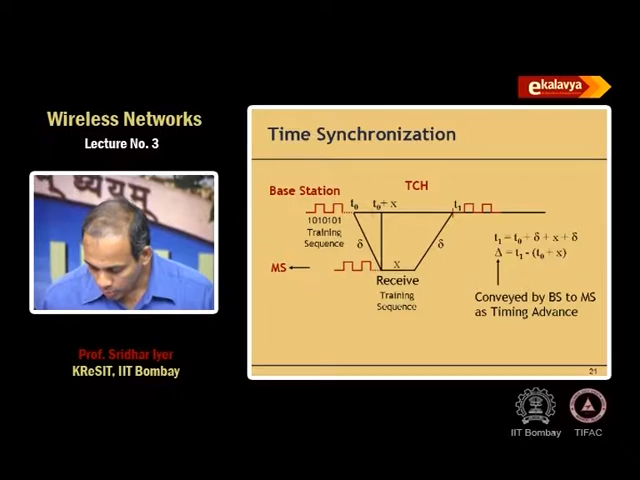 ekalavya
Wireless Networks
Lecture No. 3
ध्ययम्
Prof. Sridhar Iyer
KReSIT, IIT Bombay
Time Synchronization
Base Station
TCH
t₀
t₀+ x
t₁
1010101
Training
Sequence
δ
δ
t₁ = t₀ + δ + x + δ
Δ = t₁ - (t₀ + x)
MS
x
Receive
Training
Sequence
Conveyed by BS to MS
as Timing Advance
21
IIT Bombay
TIFAC